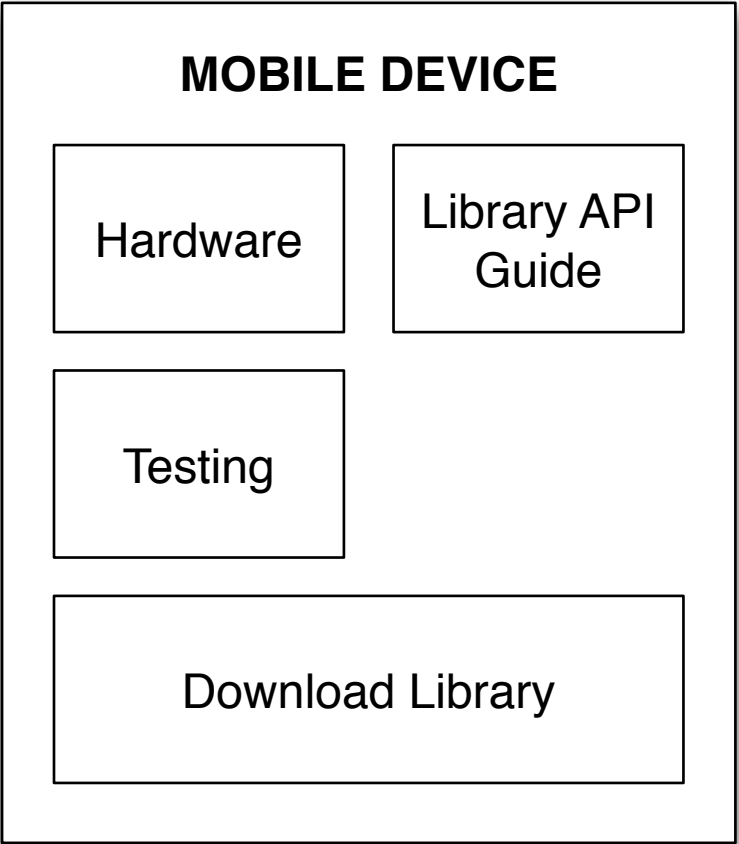 MOBILE DEVICE
Hardware
Library API
Guide
Testing
Download Library